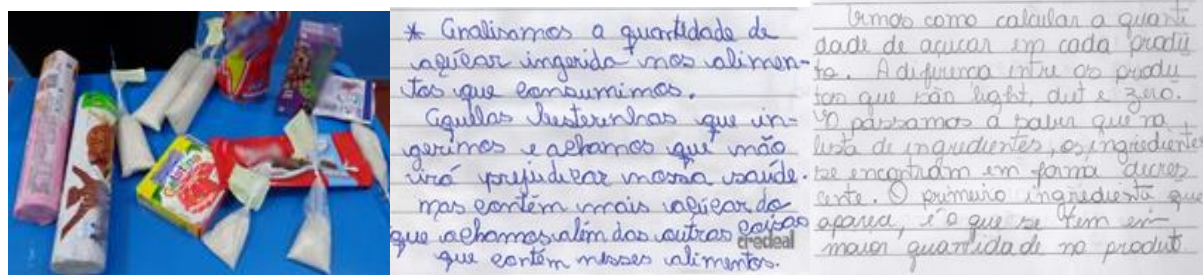 * Analisamos a quantidade de
açúcar ingerida nos alimen-
tos que consumimos.
Aquelas besteirinhas que in-
gerimos e achamos que não
irá prejudicar nossa saúde.
mas contém mais açúcar do
que achamos além das outras coisas
que contém nesses alimentos.
credeal
Vimos como calcular a quanti
dade de açucar em cada produ
to. A diferença entre os produ
tos que são light, diet e zero.
E passamos a saber que na
lista de ingredientes, os ingredientes
se encontram em forma decres
cente. O primeiro ingrediente que
aparece, é o que se tem em
maior quantidade no produt